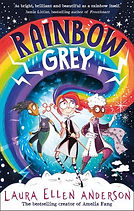 'As bright, brilliant and beautiful as a rainbow itself.'
RAINBOW
GREY
LAURA ELLEN
ANDERSON
The bestselling creator of Amelia Fang